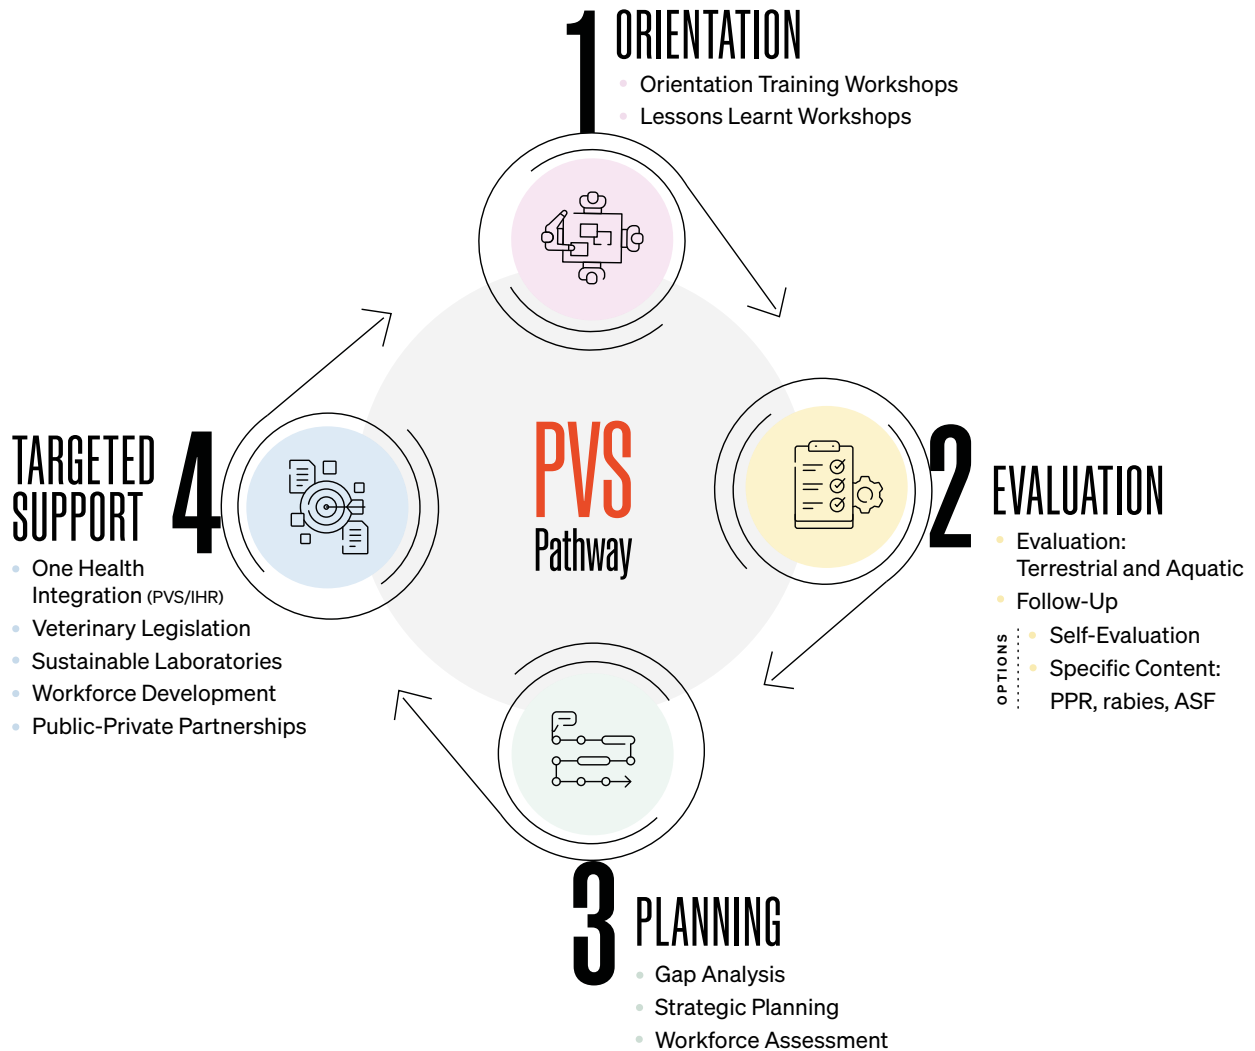 1
ORIENTATION
Orientation Training Workshops
Lessons Learnt Workshops
PVS
Pathway
2
EVALUATION
Evaluation:
Terrestrial and Aquatic
Follow-Up
OPTIONS
Self-Evaluation
Specific Content:
PPR, rabies, ASF
3
PLANNING
Gap Analysis
Strategic Planning
Workforce Assessment
4
TARGETED
SUPPORT
One Health
Integration (PVS/IHR)
Veterinary Legislation
Sustainable Laboratories
Workforce Development
Public-Private Partnerships